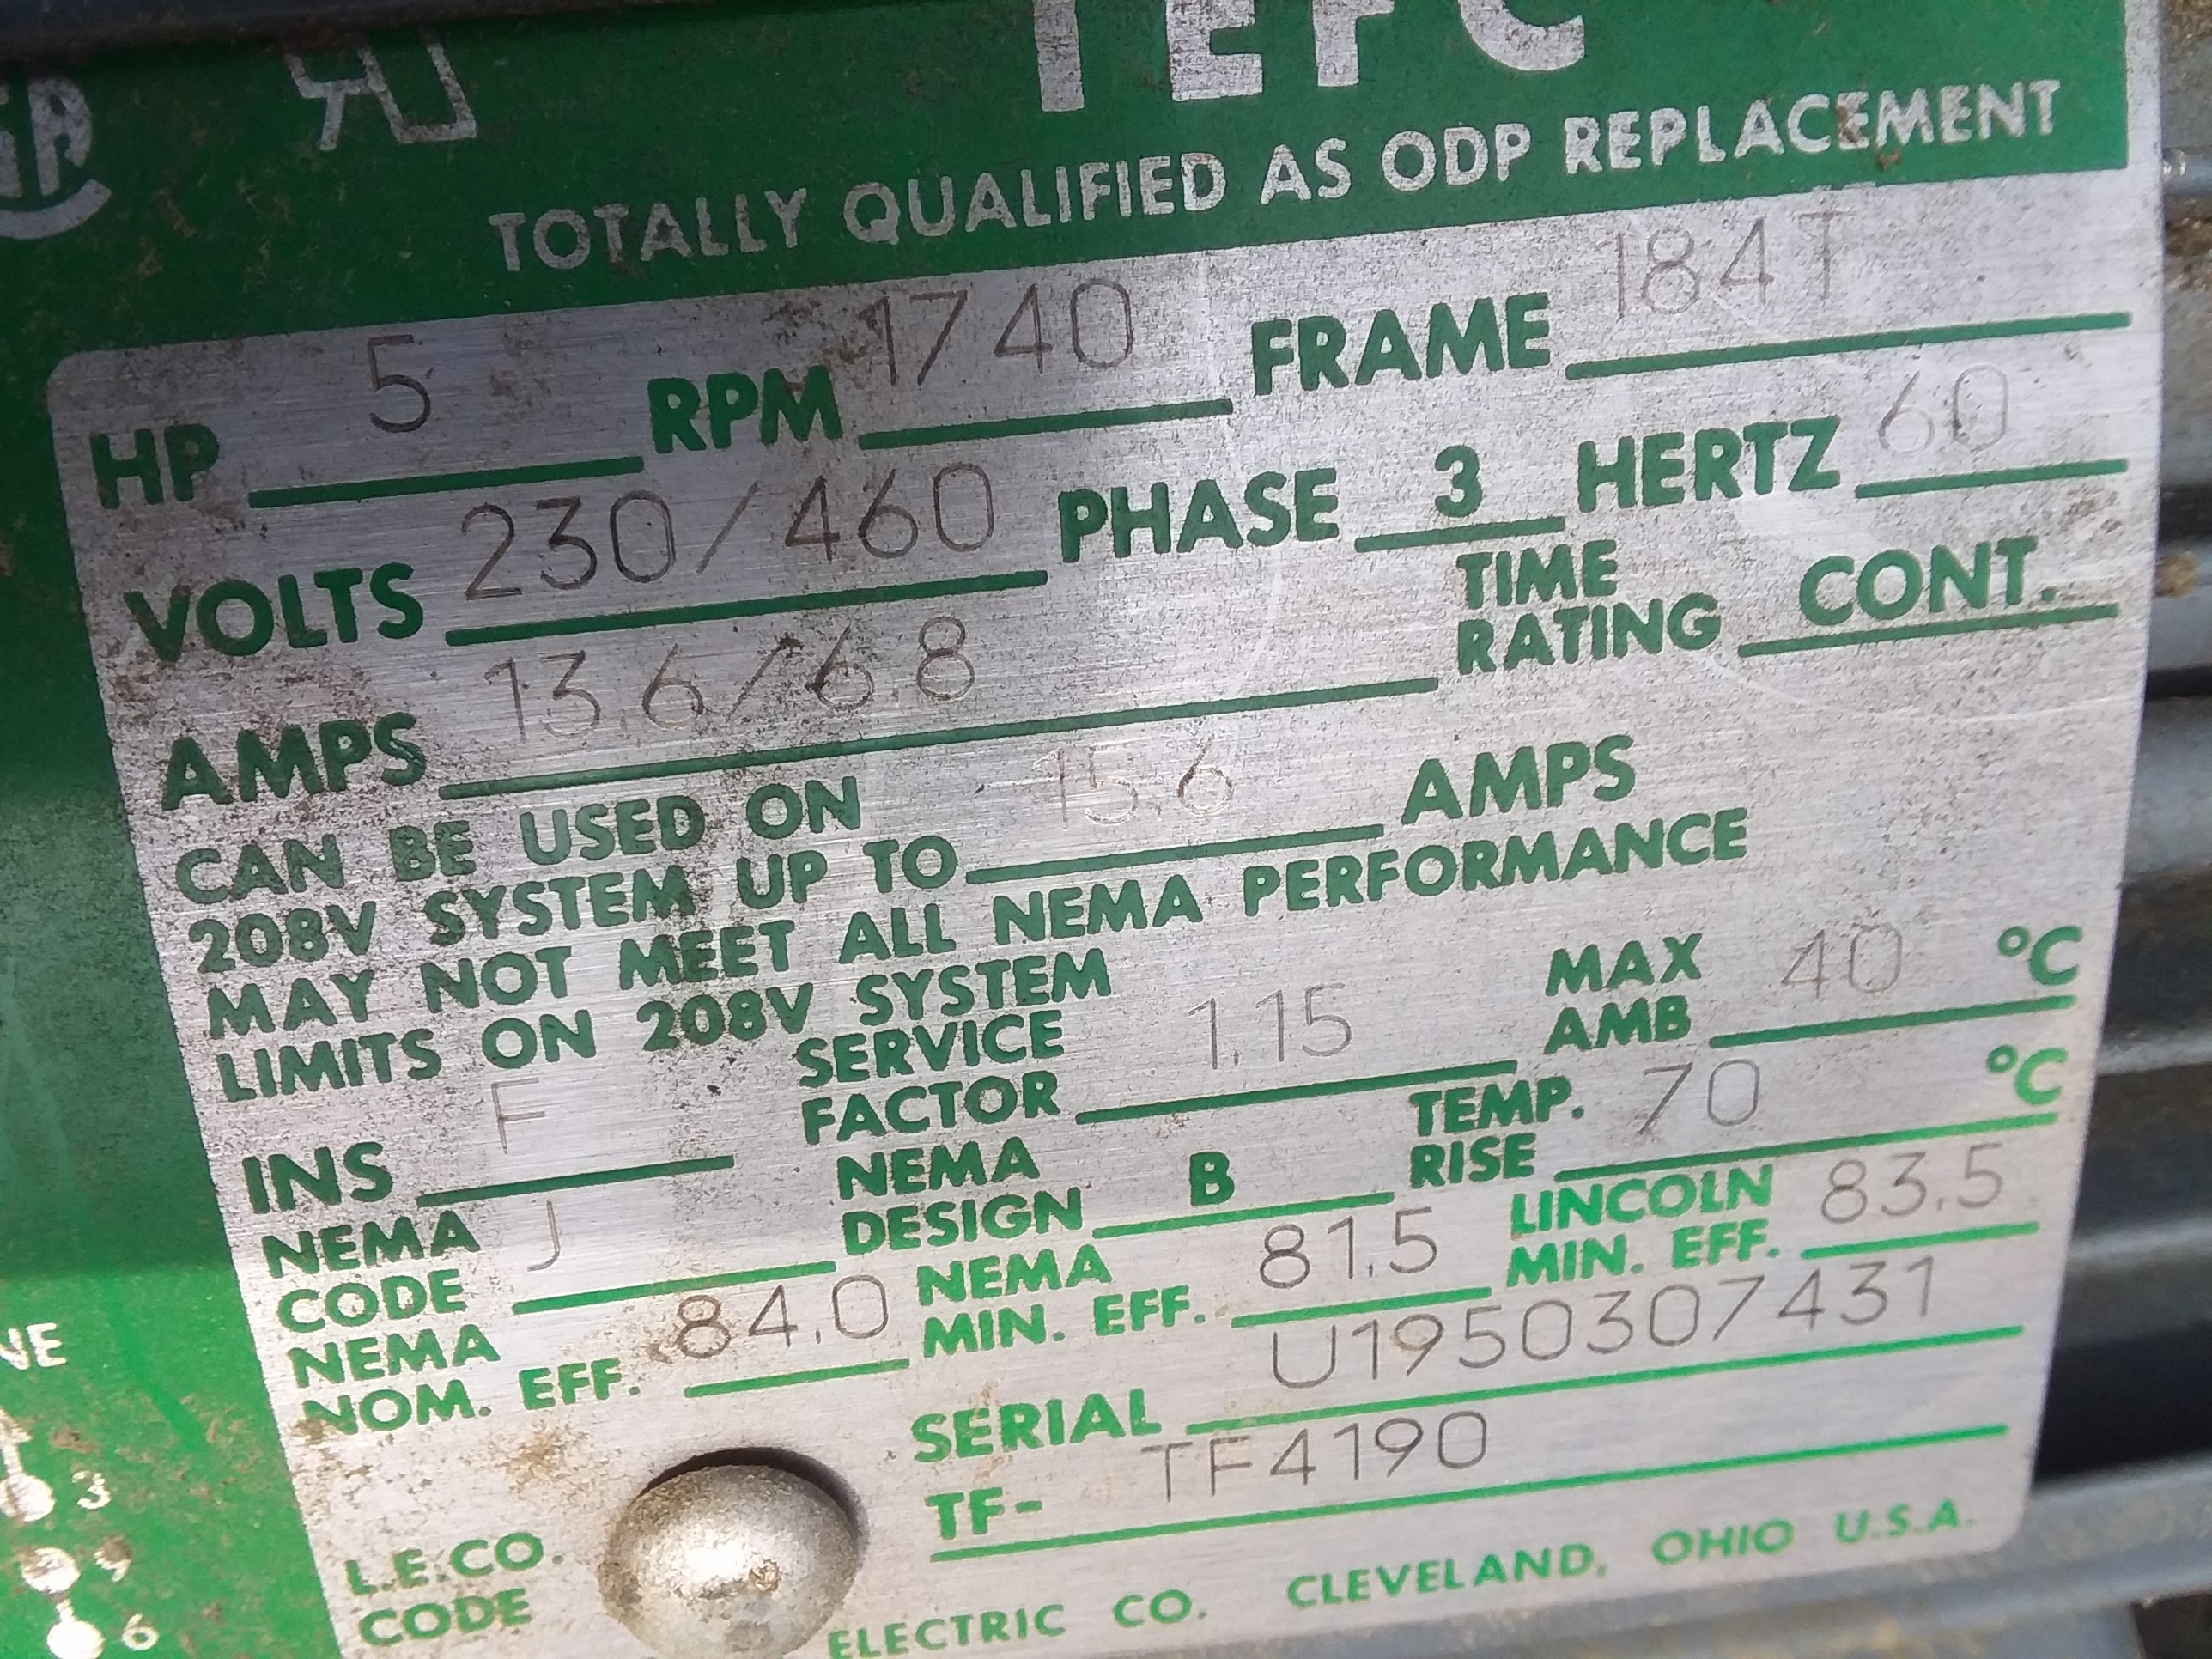 TEFC
TOTALLY QUALIFIED AS ODP REPLACEMENT
HP 5 RPM 1740 FRAME 184T
VOLTS 230/460 PHASE 3 HERTZ 60
AMPS 13.6/6.8 TIME RATING CONT.
CAN BE USED ON
208V SYSTEM UP TO 15.6 AMPS
MAY NOT MEET ALL NEMA PERFORMANCE
LIMITS ON 208V SYSTEM
INS F SERVICE FACTOR 1.15 MAX AMB 40 °C
NEMA CODE J NEMA DESIGN B TEMP. RISE 70 °C
NEMA NOM. EFF. 84.0 NEMA MIN. EFF. 81.5 LINCOLN MIN. EFF. 83.5
SERIAL U1950307431
TF- TF4190
L.E.CO.
CODE
ELECTRIC CO. CLEVELAND, OHIO U.S.A.
3
9
6